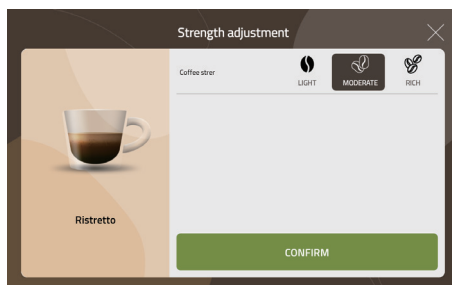 Strength adjustment
Coffee strer
LIGHT
MODERATE
RICH
Ristretto
CONFIRM